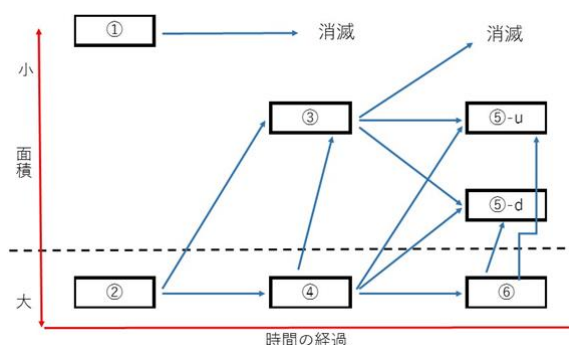 ① 消滅 消滅
小
③ ⑤-u
面積
⑤-d
大 ② ④ ⑥
時間の経過